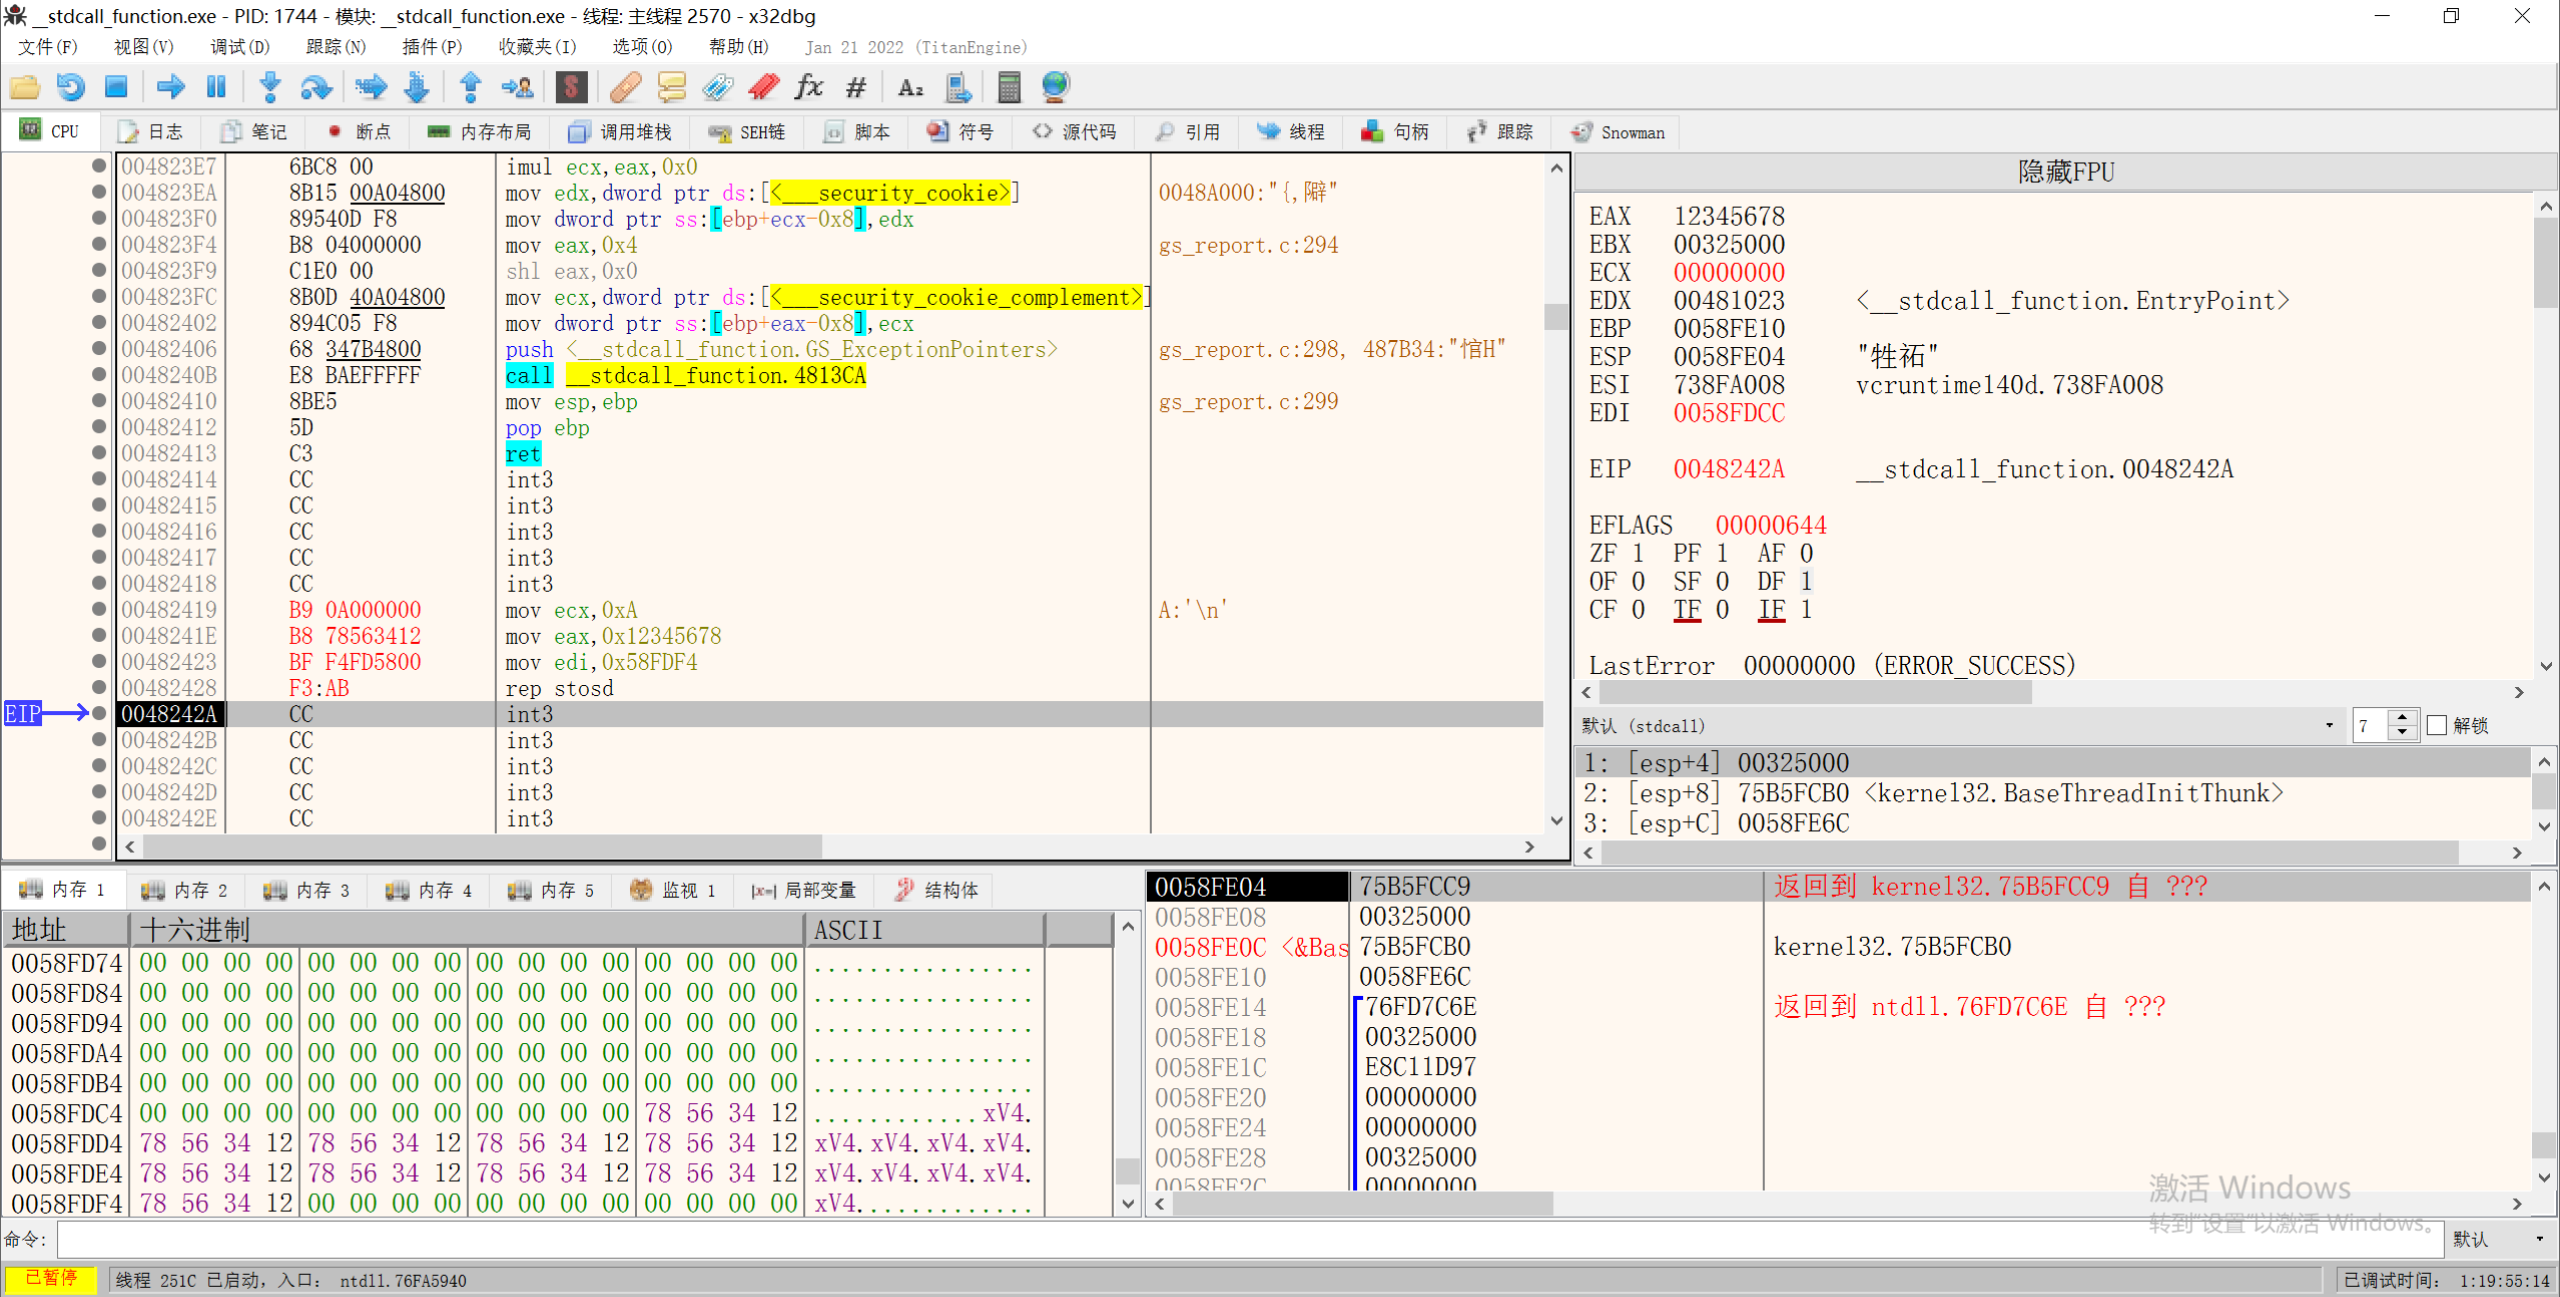 __stdcall_function.exe - PID: 1744 - 模块: __stdcall_function.exe - 线程: 主线程 2570 - x32dbg
文件(F) 视图(V) 调试(D) 跟踪(N) 插件(P) 收藏夹(I) 选项(O) 帮助(H) Jan 21 2022 (TitanEngine)
CPU 日志 笔记 断点 内存布局 调用堆栈 SEH链 脚本 符号 源代码 引用 线程 句柄 跟踪 Snowman
004823E7 6BC8 00 imul ecx,eax,0x0
004823EA 8B15 00A04800 mov edx,dword ptr ds:[<___security_cookie>] 0048A000:"{,隦"
004823F0 89540D F8 mov dword ptr ss:[ebp+ecx-0x8],edx
004823F4 B8 04000000 mov eax,0x4 gs_report.c:294
004823F9 C1E0 00 shl eax,0x0
004823FC 8B0D 40A04800 mov ecx,dword ptr ds:[<___security_cookie_complement>]
00482402 894C05 F8 mov dword ptr ss:[ebp+eax-0x8],ecx
00482406 68 347B4800 push <__stdcall_function.GS_ExceptionPointers> gs_report.c:298, 487B34:"悹H"
0048240B E8 BAEFFFFF call __stdcall_function.4813CA
00482410 8BE5 mov esp,ebp gs_report.c:299
00482412 5D pop ebp
00482413 C3 ret
00482414 CC int3
00482415 CC int3
00482416 CC int3
00482417 CC int3
00482418 CC int3
00482419 B9 0A000000 mov ecx,0xA A:'\n'
0048241E B8 78563412 mov eax,0x12345678
00482423 BF F4FD5800 mov edi,0x58FDF4
00482428 F3:AB rep stosd
EIP 0048242A CC int3
0048242B CC int3
0048242C CC int3
0048242D CC int3
0048242E CC int3
隐藏FPU
EAX 12345678
EBX 00325000
ECX 00000000
EDX 00481023 <__stdcall_function.EntryPoint>
EBP 0058FE10
ESP 0058FE04 "牲祏"
ESI 738FA008 vcruntime140d.738FA008
EDI 0058FDCC
EIP 0048242A __stdcall_function.0048242A
EFLAGS 00000644
ZF 1 PF 1 AF 0
OF 0 SF 0 DF 1
CF 0 TF 0 IF 1
LastError 00000000 (ERROR_SUCCESS)
默认 (stdcall) 7 解锁
1: [esp+4] 00325000
2: [esp+8] 75B5FCB0 <kernel32.BaseThreadInitThunk>
3: [esp+C] 0058FE6C
内存 1 内存 2 内存 3 内存 4 内存 5 监视 1 |x=| 局部变量 结构体
地址 十六进制 ASCII
0058FD74 00 00 00 00 00 00 00 00 00 00 00 00 00 00 00 00 ................
0058FD84 00 00 00 00 00 00 00 00 00 00 00 00 00 00 00 00 ................
0058FD94 00 00 00 00 00 00 00 00 00 00 00 00 00 00 00 00 ................
0058FDA4 00 00 00 00 00 00 00 00 00 00 00 00 00 00 00 00 ................
0058FDB4 00 00 00 00 00 00 00 00 00 00 00 00 00 00 00 00 ................
0058FDC4 00 00 00 00 00 00 00 00 00 00 00 00 78 56 34 12 ............xV4.
0058FDD4 78 56 34 12 78 56 34 12 78 56 34 12 78 56 34 12 xV4.xV4.xV4.xV4.
0058FDE4 78 56 34 12 78 56 34 12 78 56 34 12 78 56 34 12 xV4.xV4.xV4.xV4.
0058FDF4 78 56 34 12 00 00 00 00 00 00 00 00 00 00 00 00 xV4.............
0058FE04 75B5FCC9 返回到 kernel32.75B5FCC9 自 ???
0058FE08 00325000
0058FE0C <&Bas 75B5FCB0 kernel32.75B5FCB0
0058FE10 0058FE6C
0058FE14 76FD7C6E 返回到 ntdll.76FD7C6E 自 ???
0058FE18 00325000
0058FE1C E8C11D97
0058FE20 00000000
0058FE24 00000000
0058FE28 00325000
0058FE2C 00000000
激活 Windows
转到"设置"以激活 Windows。
命令: 默认
已暂停 线程 251C 已启动，入口： ntdll.76FA5940 已调试时间： 1:19:55:14